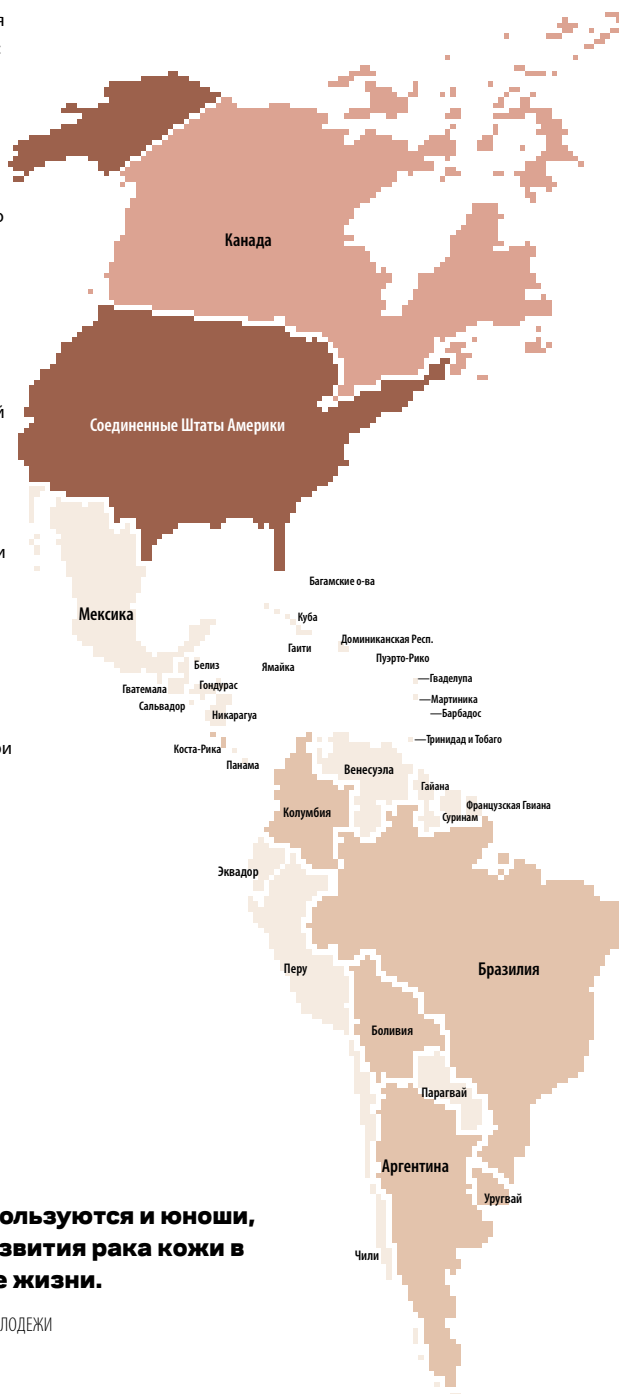 я
Канада
й
Соединенные Штаты Америки
и
Багамские о-ва
Мексика
Куба
Доминиканская Респ.
Гаити
Пуэрто-Рико
Ямайка
Белиз
Гваделупа
Гватемала
Гондурас
Мартиника
Сальвадор
Барбадос
Никарагуа
Тринидад и Тобаго
Коста-Рика
ри
Панама
Венесуэла
Гайана
Французская Гвиана
Колумбия
Суринам
Эквадор
Перу
Бразилия
Боливия
Парагвай
Аргентина
Уругвай
ользуются и юноши,
звития рака кожи в
Чили
е жизни.
ЛОДЕЖИ